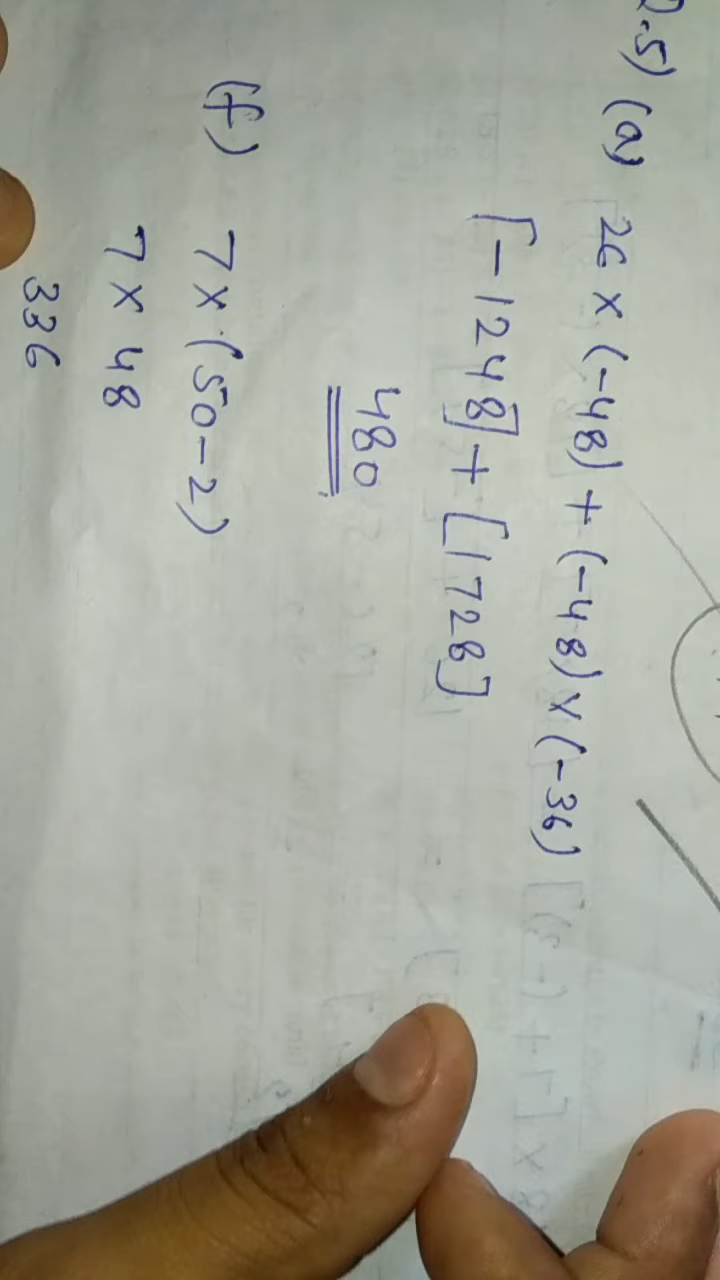 Q.5) (a) 26 x (-48) + (-48) x (-36)
[-1248] + [1728]
480
(f) 7 x (50-2)
7 x 48
336